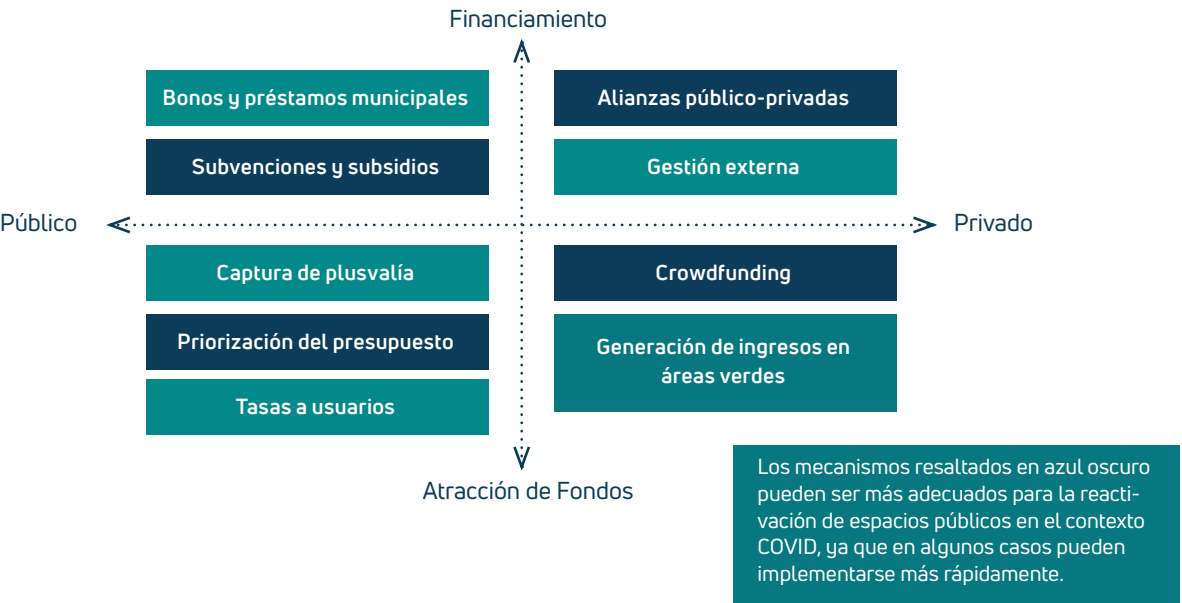 Financiamiento
Bonos y préstamos municipales
Alianzas público-privadas
Subvenciones y subsidios
Gestión externa
Público
Privado
Captura de plusvalía
Crowdfunding
Priorización del presupuesto
Generación de ingresos en
áreas verdes
Tasas a usuarios
Atracción de Fondos
Los mecanismos resaltados en azul oscuro
pueden ser más adecuados para la reacti-
vación de espacios públicos en el contexto
COVID, ya que en algunos casos pueden
implementarse más rápidamente.